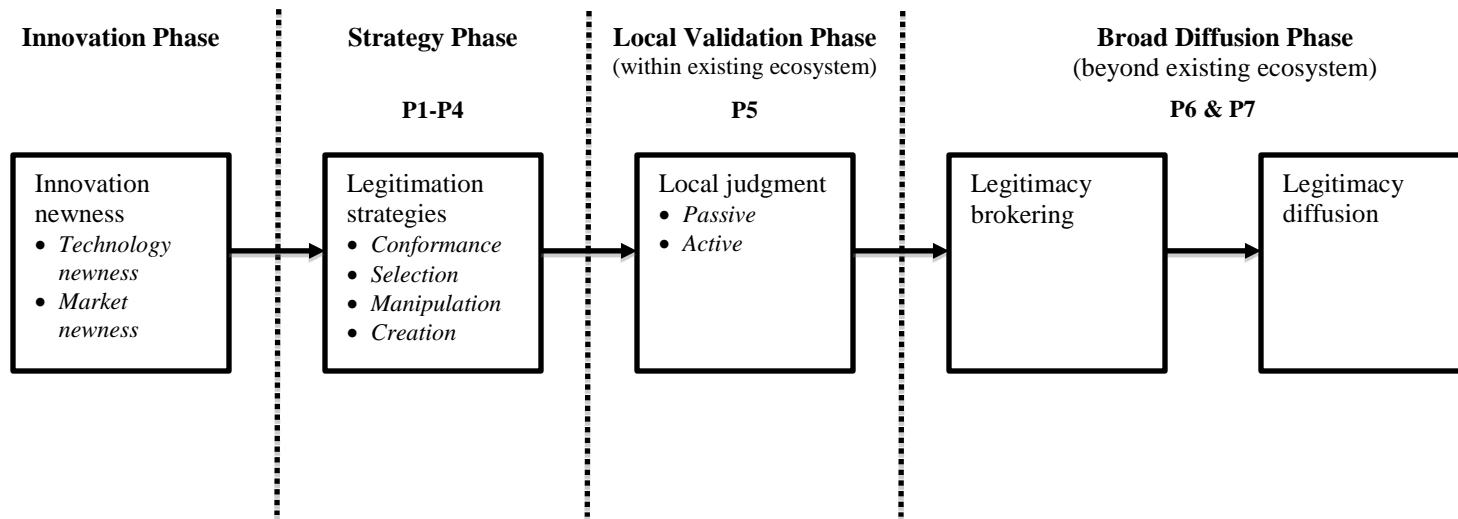 Innovation Phase
Strategy Phase
P1-P4
Local Validation Phase
(within existing ecosystem)
P5
Broad Diffusion Phase
(beyond existing ecosystem)
P6 & P7
Innovation
newness
• Technology
newness
• Market
newness
Legitimation
strategies
• Conformance
• Selection
• Manipulation
• Creation
Local judgment
• Passive
• Active
Legitimacy
brokering
Legitimacy
diffusion